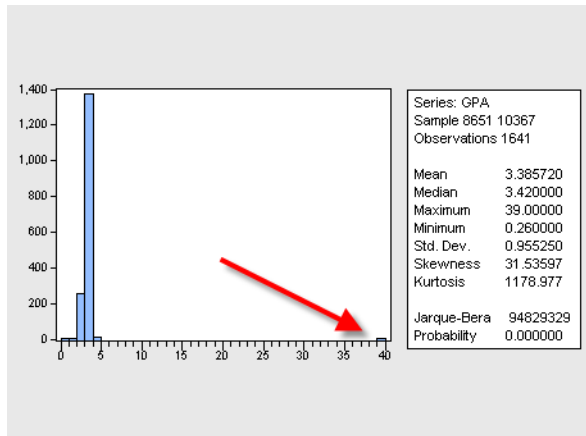 1,400
1,200
1,000
800
600
400
200
0
0 5 10 15 20 25 30 35 40
Series: GPA
Sample 8651 10367
Observations 1641
Mean 3.385720
Median 3.420000
Maximum 39.00000
Minimum 0.260000
Std. Dev. 0.955250
Skewness 31.53597
Kurtosis 1178.977
Jarque-Bera 94829329
Probability 0.000000